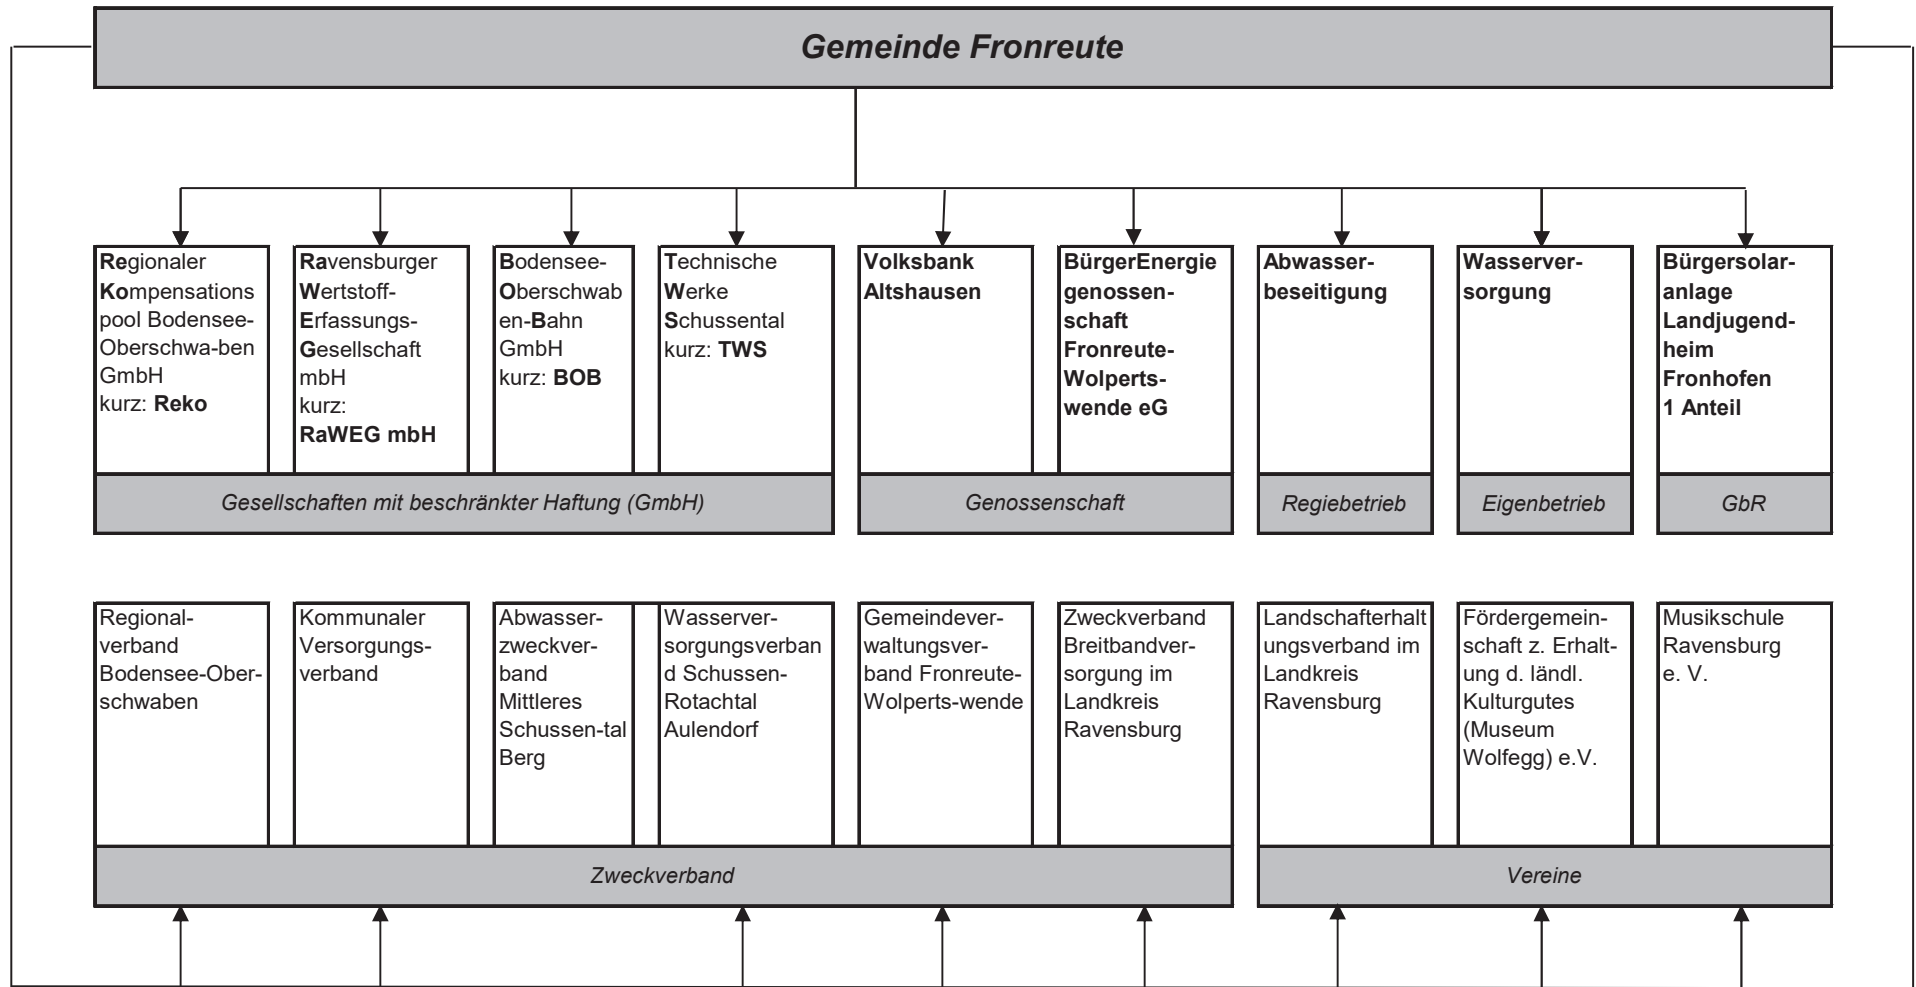 Gemeinde Fronreute
Regionaler
Kompensations
pool Bodensee-
Oberschwa-ben
GmbH
kurz: Reko
Ravensburger
Wertstoff-
Erfassungs-
Gesellschaft
mbH
kurz:
RaWEG mbH
Bodensee-
Oberschwab
en-Bahn
GmbH
kurz: BOB
Technische
Werke
Schussental
kurz: TWS
Volksbank
Altshausen
BürgerEnergie
genossen-
schaft
Fronreute-
Wolperts-
wende eG
Abwasser-
beseitigung
Wasserver-
sorgung
Bürgersolar-
anlage
Landjugend-
heim
Fronhofen
1 Anteil
Gesellschaften mit beschränkter Haftung (GmbH)
Genossenschaft
Regiebetrieb
Eigenbetrieb
GbR
Regional-
verband
Bodensee-Ober-
schwaben
Kommunaler
Versorgungs-
verband
Abwasser-
zweckver-
band
Mittleres
Schussen-tal
Berg
Wasserver-
sorgungsverban
d Schussen-
Rotachtal
Aulendorf
Gemeindever-
waltungsver-
band Fronreute-
Wolperts-wende
Zweckverband
Breitbandver-
sorgung im
Landkreis
Ravensburg
Landschafterhalt
ungsverband im
Landkreis
Ravensburg
Fördergemein-
schaft z. Erhalt-
ung d. ländl.
Kulturgutes
(Museum
Wolfegg) e.V.
Musikschule
Ravensburg
e. V.
Zweckverband
Vereine